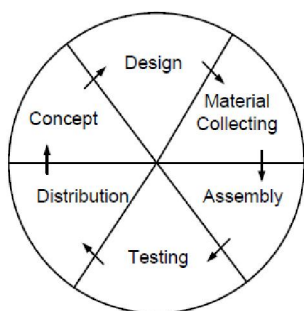 Design
Material
Collecting
Concept
Distribution
Assembly
Testing